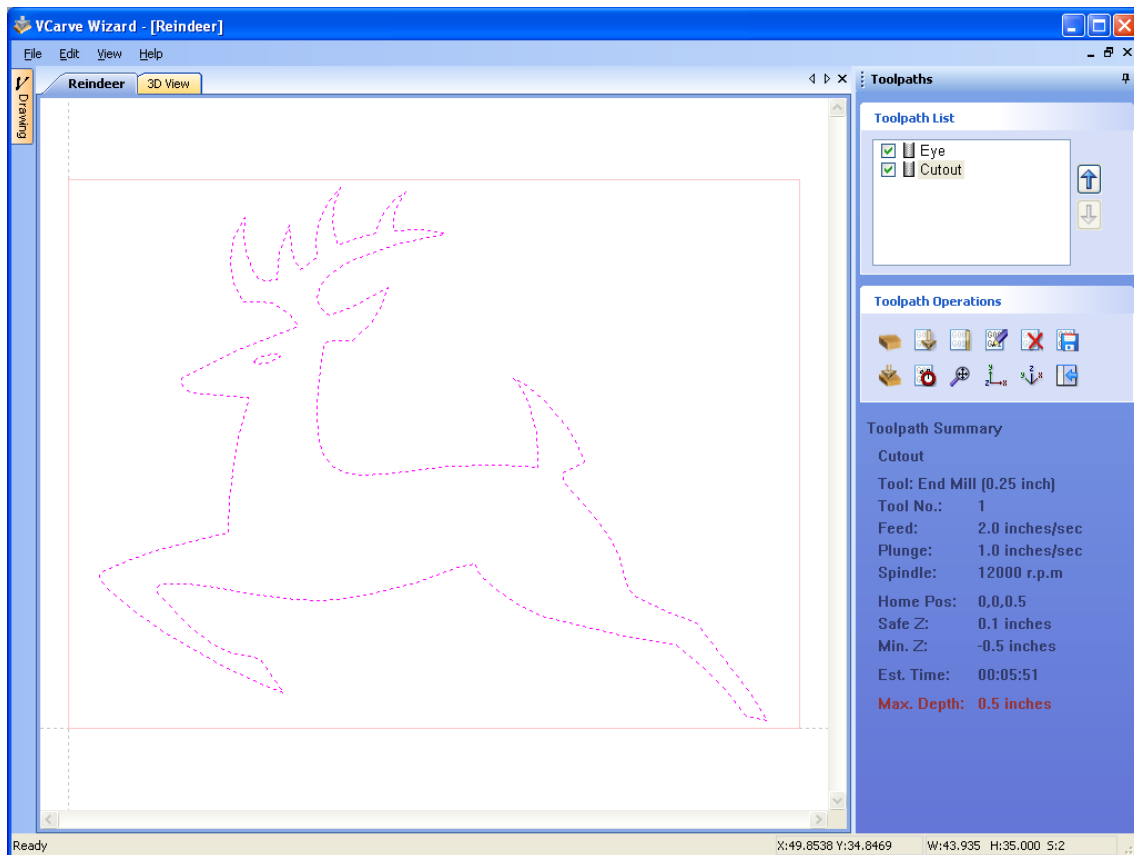 VCarve Wizard - [Reindeer]
File Edit View Help
Drawing
Reindeer 3D View
Toolpaths
Toolpath List
Eye
Cutout
Toolpath Operations
Toolpath Summary
Cutout
Tool: End Mill (0.25 inch)
Tool No.: 1
Feed: 2.0 inches/sec
Plunge: 1.0 inches/sec
Spindle: 12000 r.p.m
Home Pos: 0,0,0.5
Safe Z: 0.1 inches
Min. Z: -0.5 inches
Est. Time: 00:05:51
Max. Depth: 0.5 inches
Ready X:49.8538 Y:34.8469 W:43.935 H:35.000 S:2